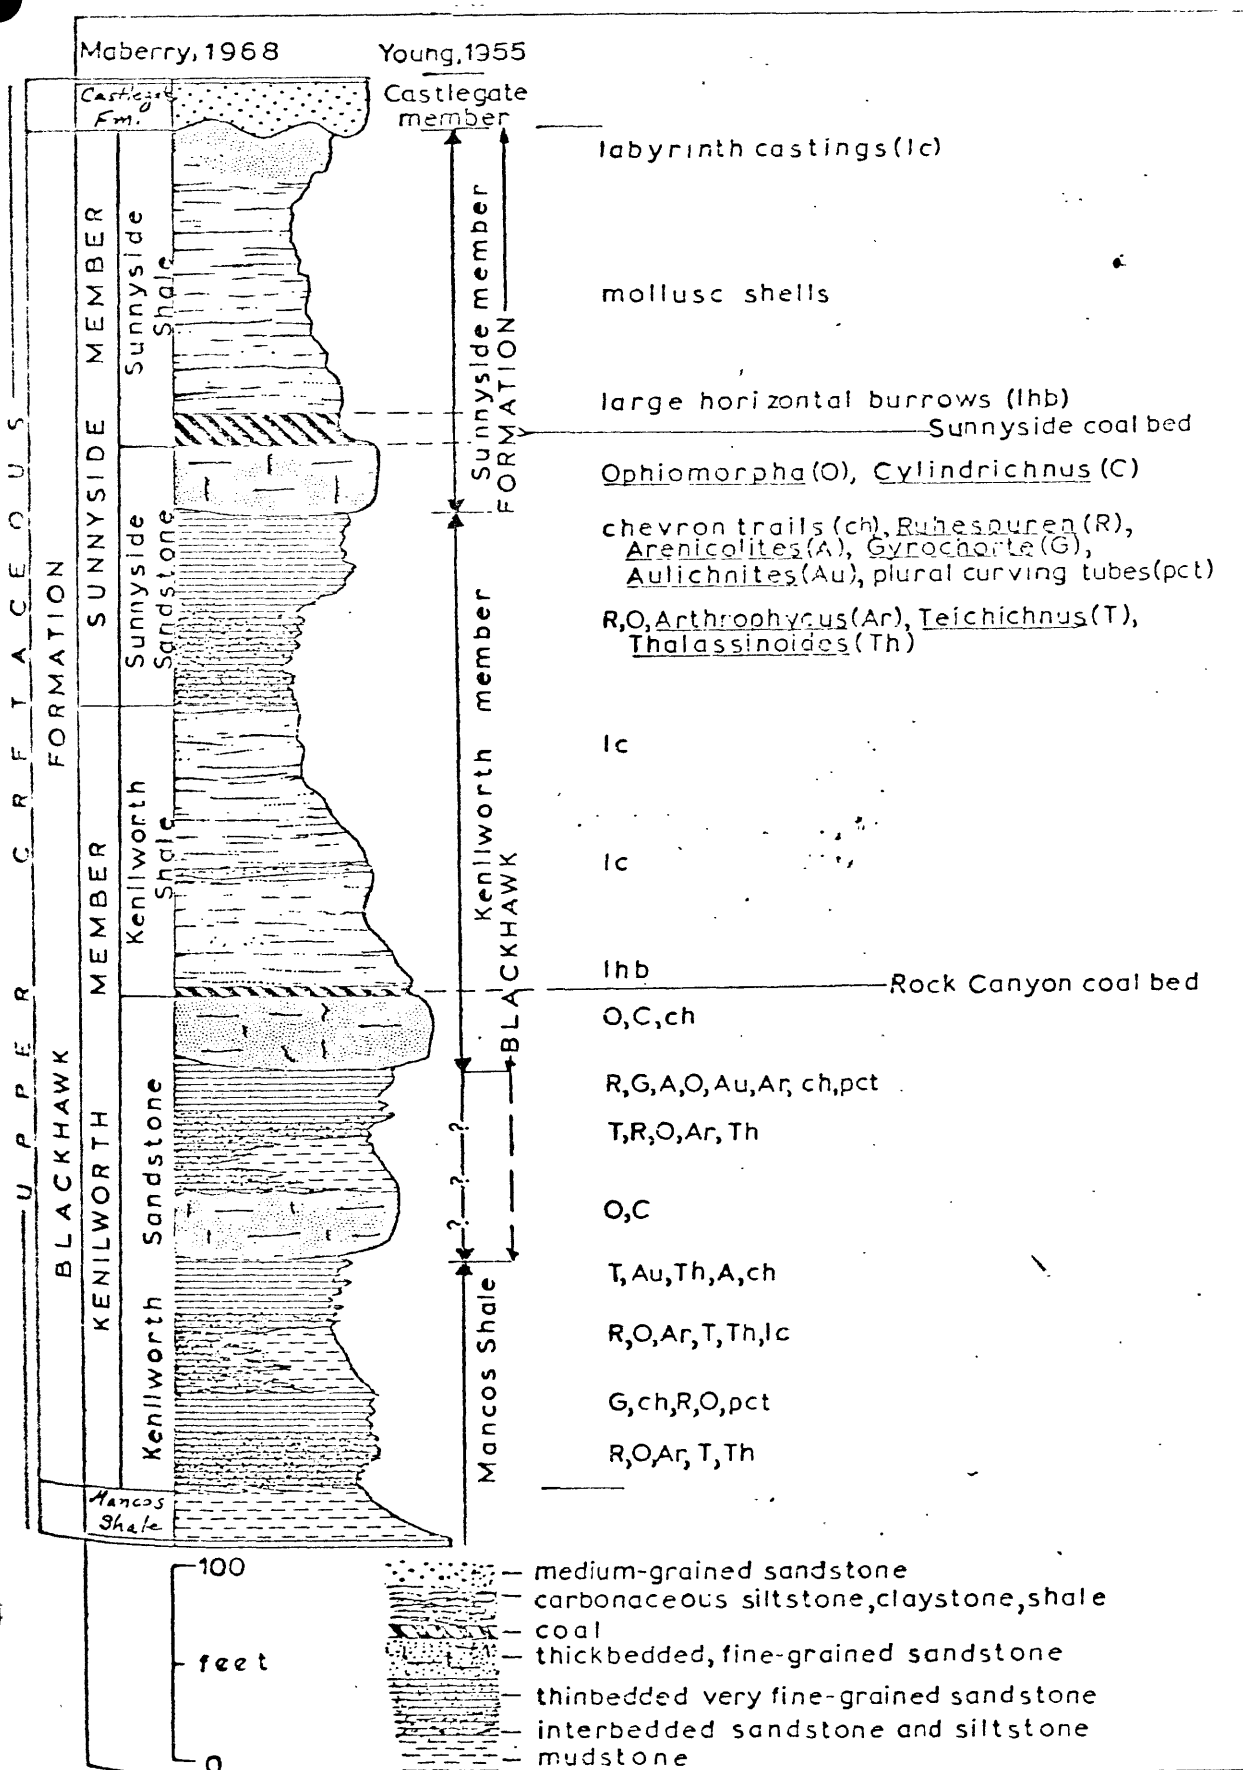 Maberry, 1968
Young, 1955
Castlegate
Fm.
Castlegate
member
labyrinth castings (lc)
mollusc shells
large horizontal burrows (lhb)
Sunnyside coal bed
Ophiomorpha (O), Cylindrichnus (C)
chevron trails (ch), Ruhespuren (R),
Arenicolites (A), Gyrochorte (G),
Aulichnites (Au), plural curving tubes (pct)
R,O, Arthrophycus (Ar), Teichichnus (T),
Thalassinoides (Th)
lc
lc
lhb
Rock Canyon coal bed
O,C,ch
R,G,A,O,Au,Ar, ch,pct
T,R,O,Ar,Th
O,C
T,Au,Th,A,ch
R,O,Ar,T,Th,lc
G,ch,R,O,pct
R,O,Ar,T,Th
UPPER CRETACEOUS
BLACKHAWK FORMATION
SUNNYSIDE MEMBER
KENILWORTH MEMBER
Sunnyside
Shale
Sunnyside
Sandstone
Kenilworth
Shale
Kenilworth Sandstone
Mancos
Shale
Sunnyside member
Kenilworth member
BLACKHAWK FORMATION
?
?
?
Mancos Shale
100
feet
0
medium-grained sandstone
carbonaceous siltstone, claystone, shale
coal
thickbedded, fine-grained sandstone
thinbedded very fine-grained sandstone
interbedded sandstone and siltstone
mudstone